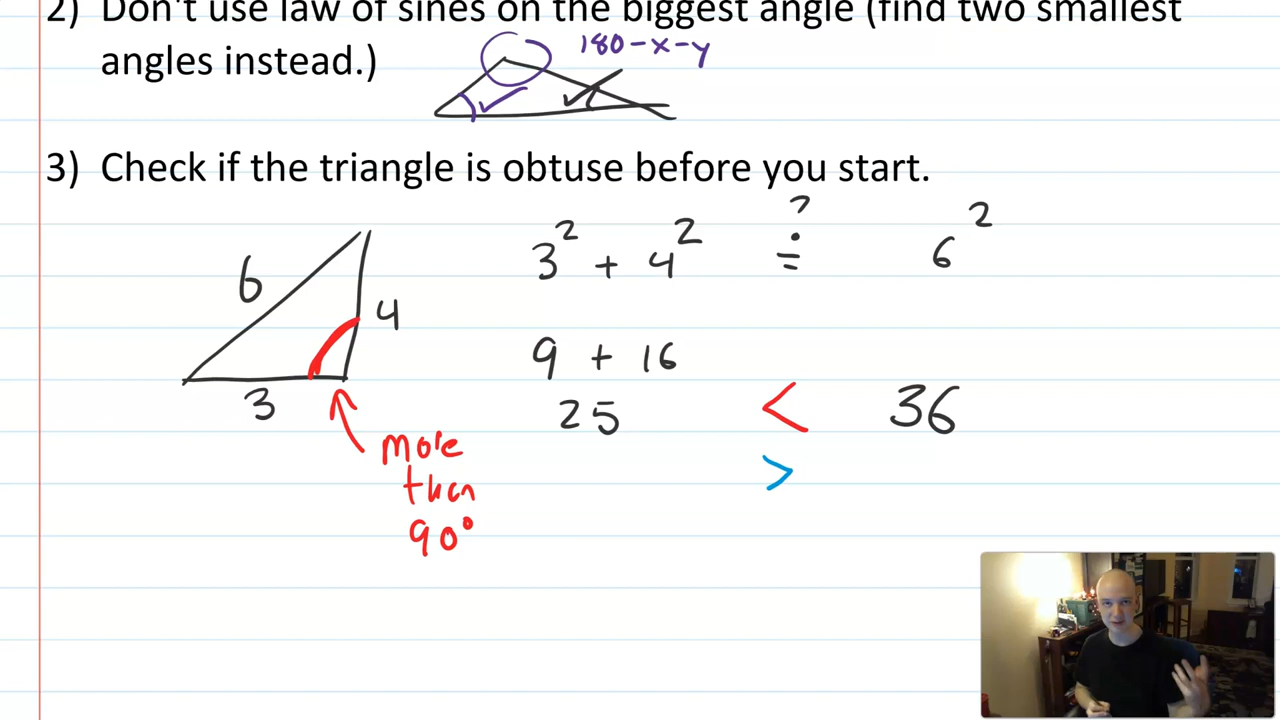 2) Don't use law of sines on the biggest angle (find two smallest
angles instead.)
180-x-y
3) Check if the triangle is obtuse before you start.
3² + 4² ≟ 6²
6
4
9 + 16
3
25 < 36
more
than
90°
>